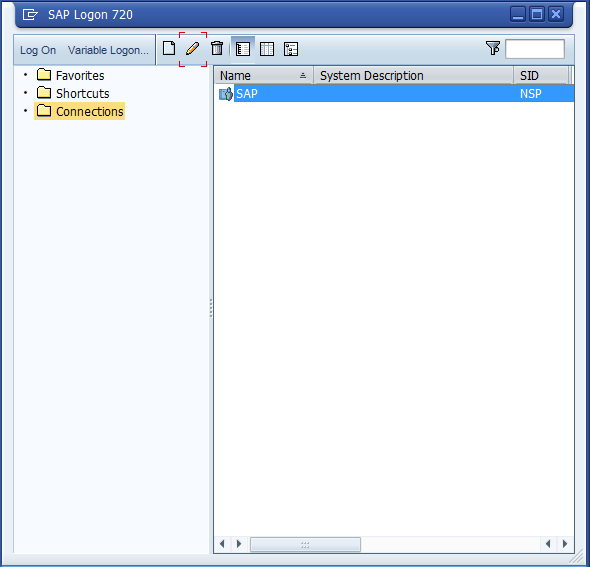 SAP Logon 720
Log On Variable Logon...
Favorites
Shortcuts
Connections
Name System Description SID
SAP NSP